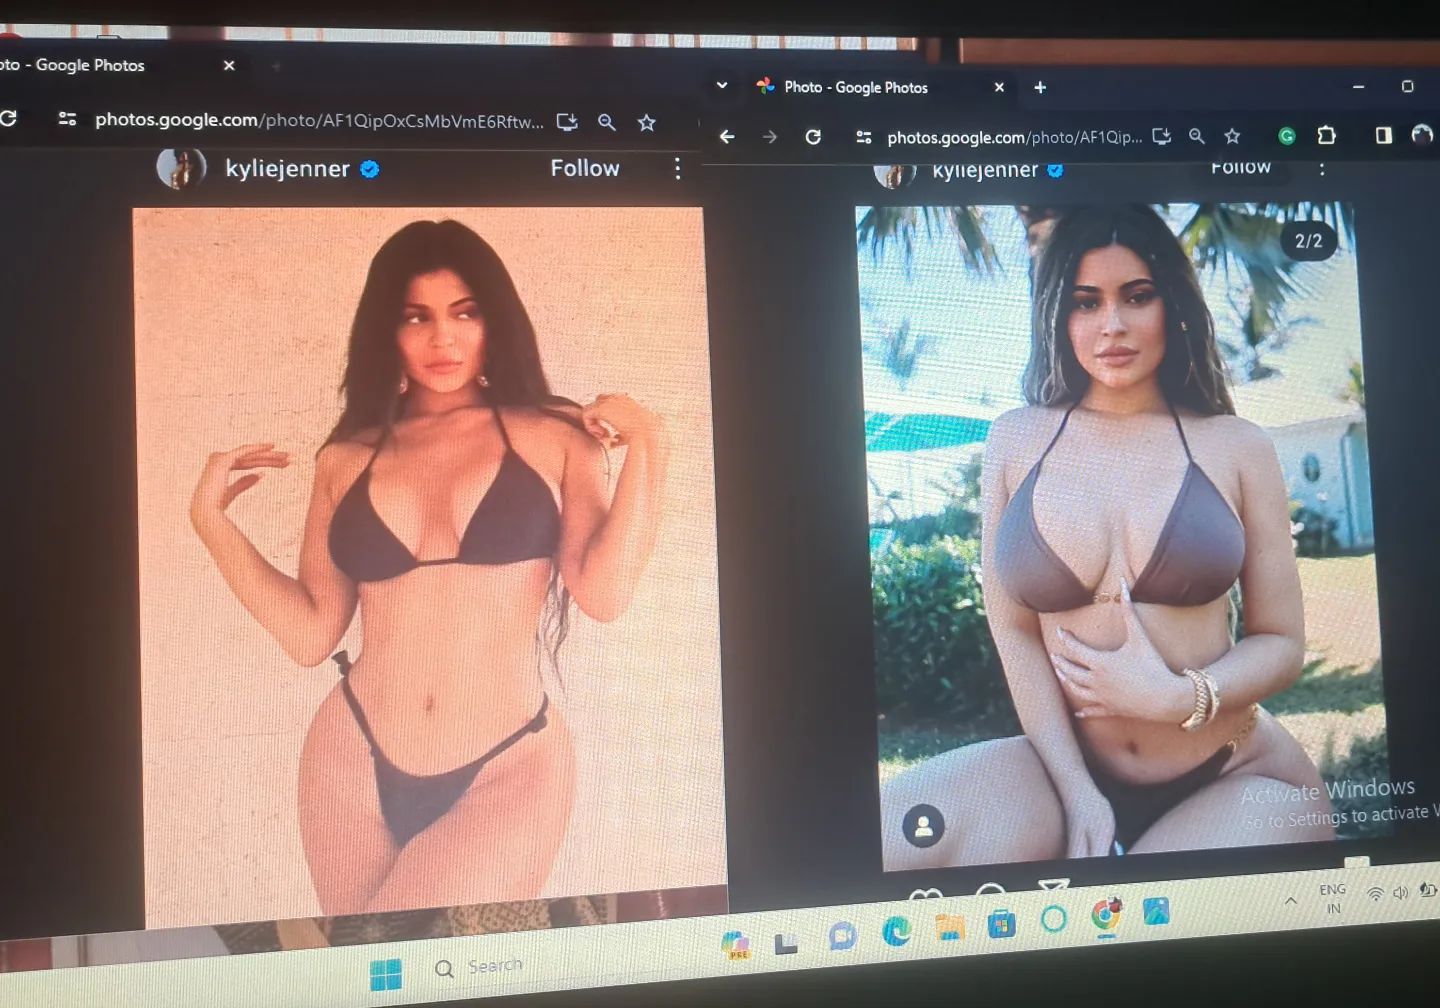 oto - Google Photos
photos.google.com/photo/AF1QipOxCsMbVmE6Rftw...
kyliejenner
Follow
Photo - Google Photos
photos.google.com/photo/AF1Qip...
kyliejenner
Follow
2/2
Activate Windows
Go to Settings to activate W
Search
PRE
ENG
IN